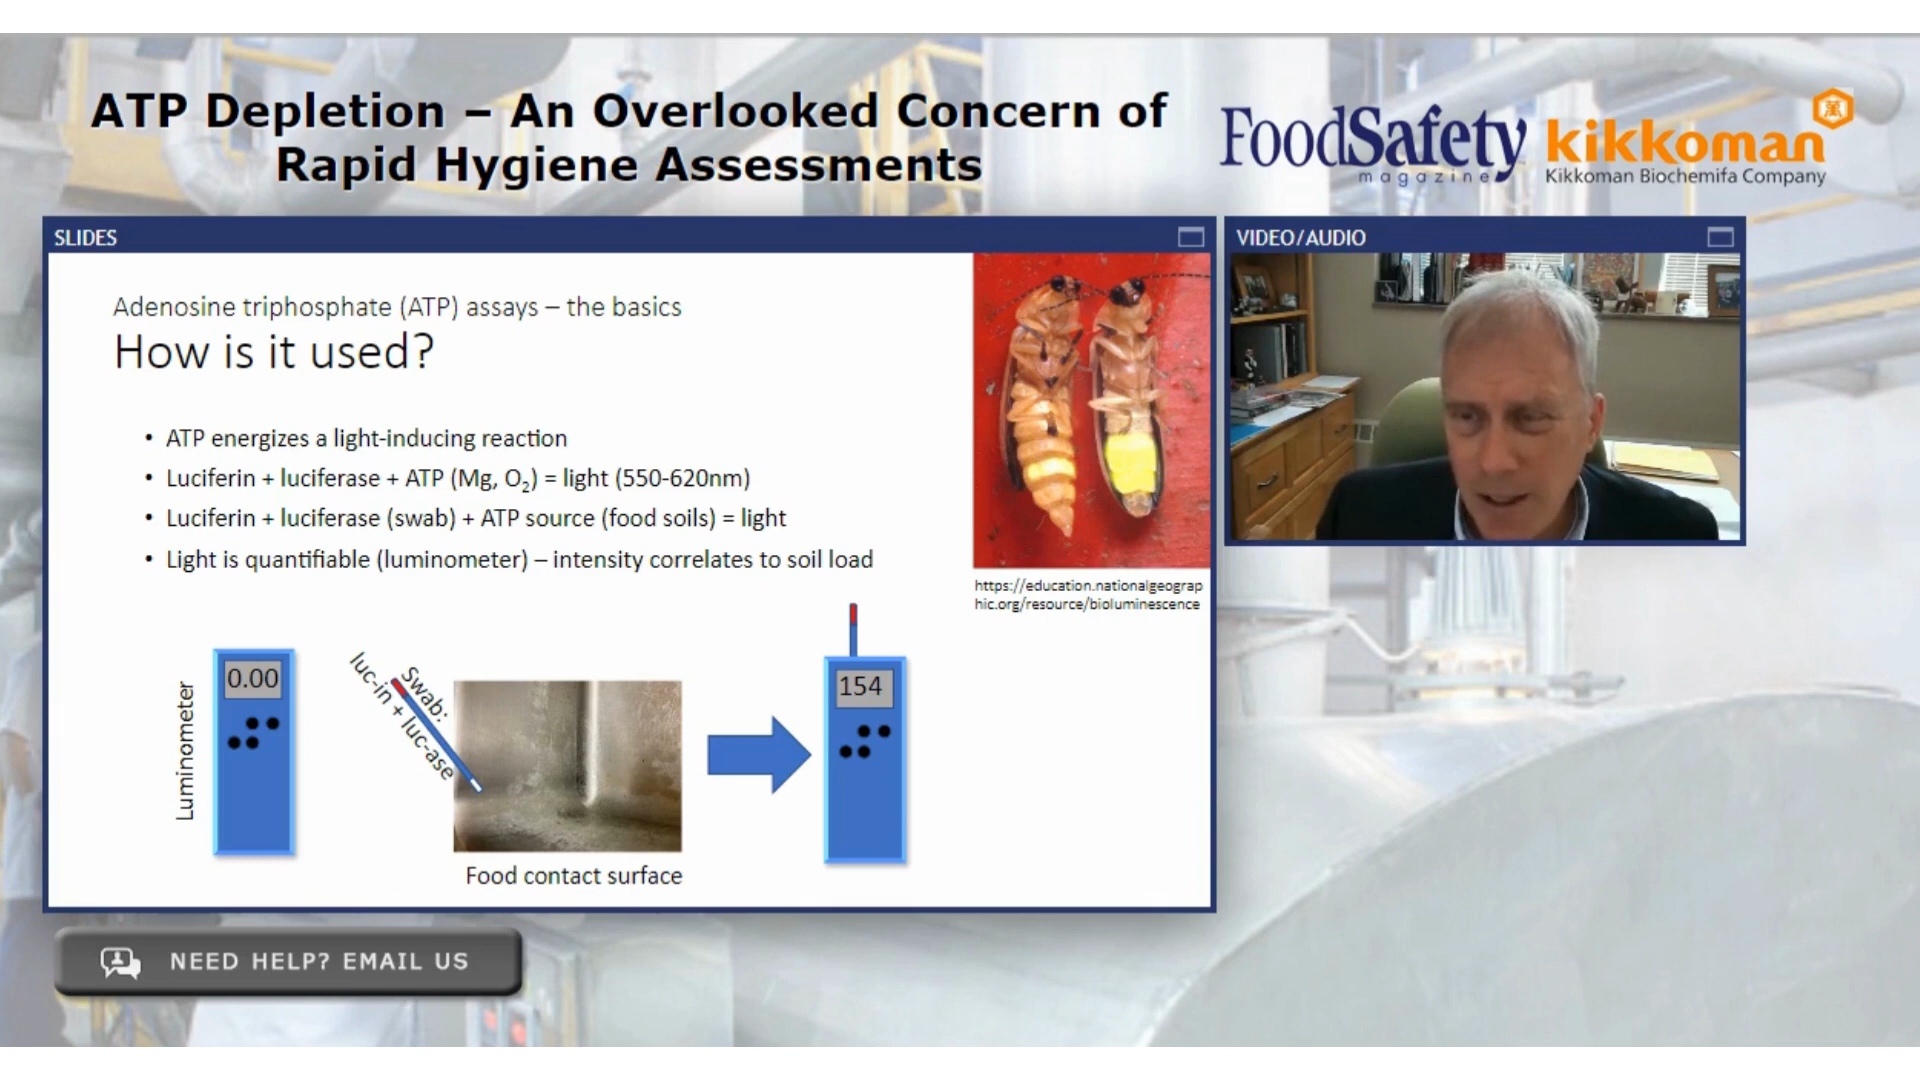 ATP Depletion – An Overlooked Concern of
Rapid Hygiene Assessments
FoodSafety
magazine
kikkoman
Kikkoman Biochemifa Company
SLIDES
Adenosine triphosphate (ATP) assays – the basics
How is it used?
• ATP energizes a light-inducing reaction
• Luciferin + luciferase + ATP (Mg, O₂) = light (550-620nm)
• Luciferin + luciferase (swab) + ATP source (food soils) = light
• Light is quantifiable (luminometer) – intensity correlates to soil load
https://education.nationalgeograp
hic.org/resource/bioluminescence
Luminometer
0.00
Swab:
luc-in + luc-ase
Food contact surface
154
VIDEO/AUDIO
NEED HELP? EMAIL US